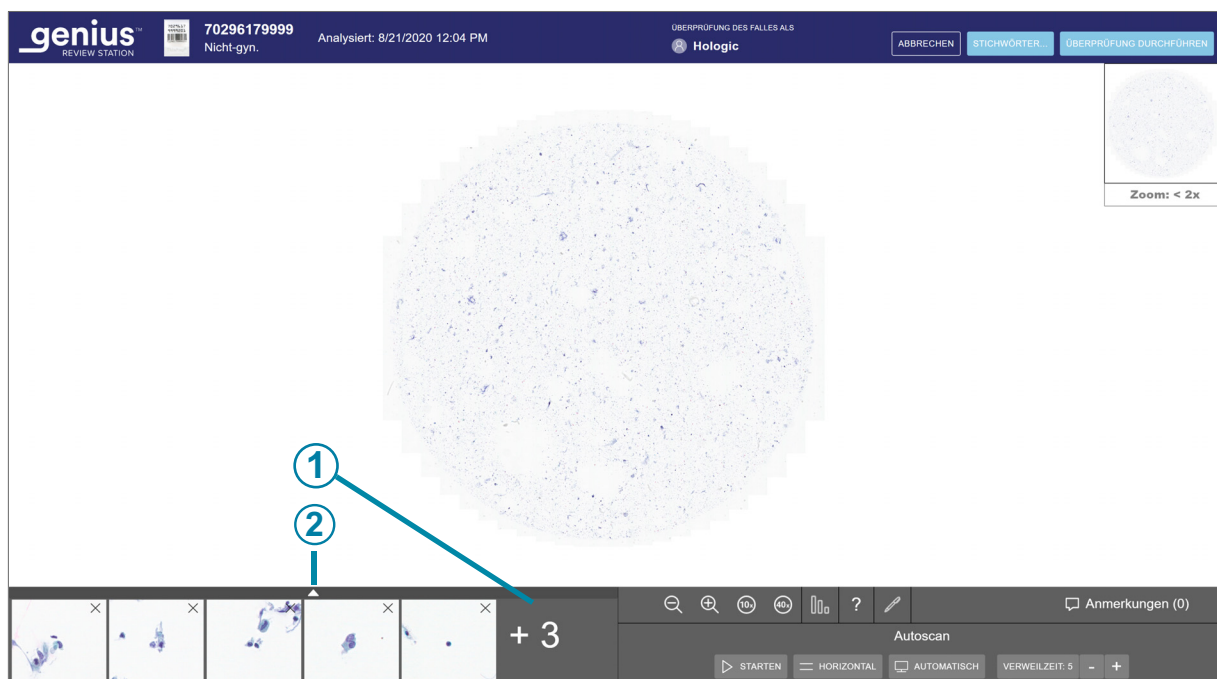 genius™
REVIEW STATION
70296179999
Nicht-gyn.
Analysiert: 8/21/2020 12:04 PM
ÜBERPRÜFUNG DES FALLES ALS
Hologic
ABBRECHEN
STICHWÖRTER...
ÜBERPRÜFUNG DURCHFÜHREN
Zoom: < 2x
1
2
+ 3
10x
40x
?
Anmerkungen (0)
Autoscan
STARTEN
HORIZONTAL
AUTOMATISCH
VERWEILZEIT: 5
-
+